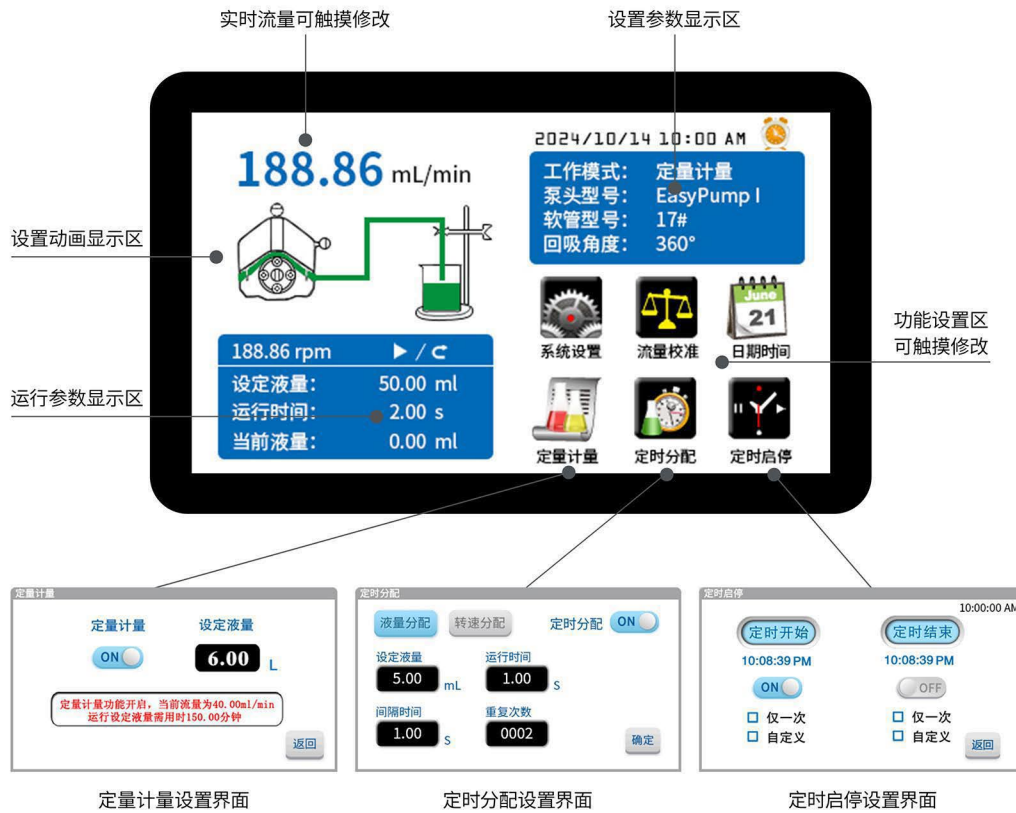 实时流量可触摸修改
设置参数显示区
2024/10/14 10:00 AM
188.86 mL/min
工作模式： 定量计量
泵头型号： EasyPump I
软管型号： 17#
回吸角度： 360°
设置动画显示区
June
21
系统设置
流量校准
日期时间
功能设置区
可触摸修改
188.86 rpm
/
设定液量： 50.00 ml
运行时间： 2.00 s
当前液量： 0.00 ml
运行参数显示区
定量计量
定时分配
定时启停
定量计量
定量计量
设定液量
ON
6.00 L
定量计量功能开启，当前流量为40.00ml/min
运行设定液量需用时150.00分钟
返回
定量计量设置界面
定时分配
液量分配
转速分配
定时分配
ON
设定液量
运行时间
5.00 mL
1.00 S
间隔时间
重复次数
1.00 S
0002
确定
定时分配设置界面
定时启停
10:00:00 AM
定时开始
定时结束
10:08:39 PM
10:08:39 PM
ON
OFF
仅一次
仅一次
自定义
自定义
返回
定时启停设置界面